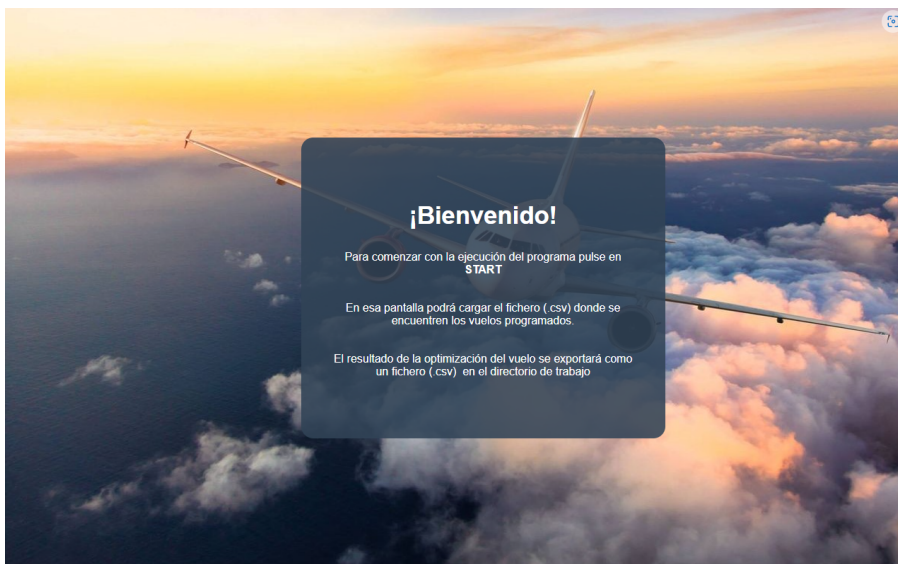 ¡Bienvenido!
Para comenzar con la ejecución del programa pulse en
START
En esa pantalla podrá cargar el fichero (.csv) donde se
encuentren los vuelos programados.
El resultado de la optimización del vuelo se exportará como
un fichero (.csv)  en el directorio de trabajo